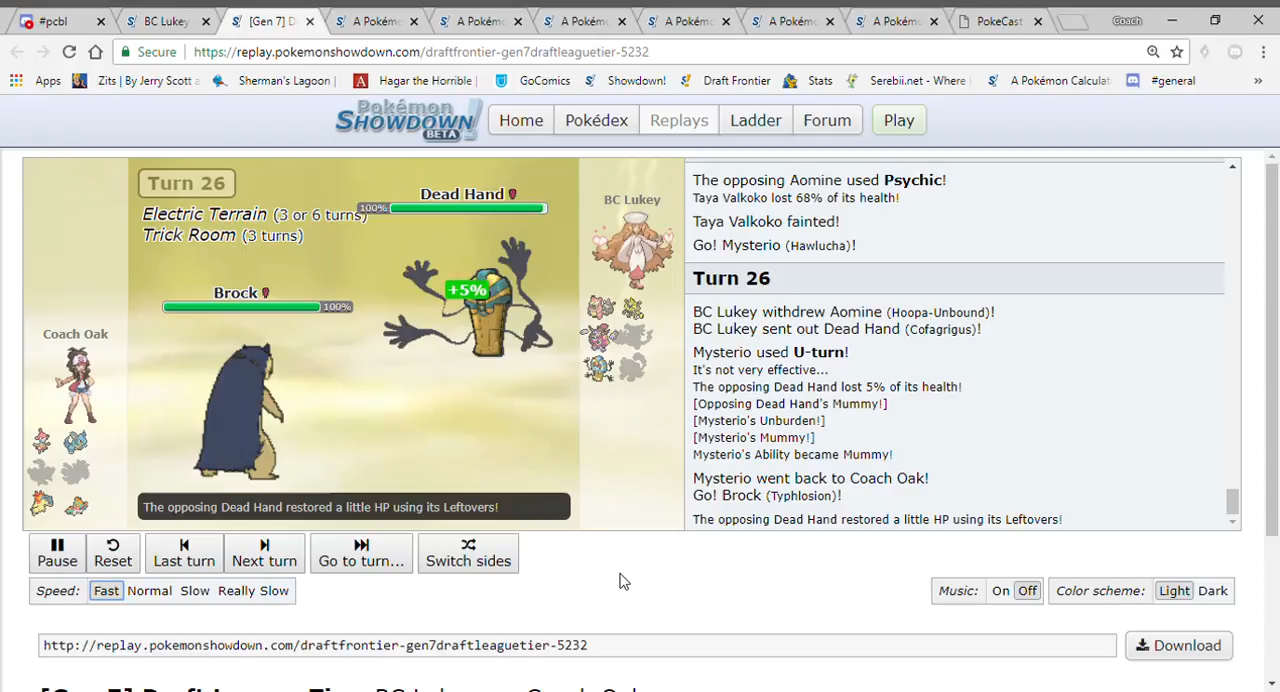 #pcbl
BC Lukey
[Gen 7] D
A Pokém
A Pokém
A Pokém
A Pokém
A Pokém
A Pokém
PokeCast
Coach
Secure
https://replay.pokemonshowdown.com/draftfrontier-gen7draftleaguetier-5232
Apps
Zits | By Jerry Scott a
Sherman's Lagoon |
Hagar the Horrible |
GoComics
Showdown!
Draft Frontier
Stats
Serebii.net - Where
A Pokémon Calculat
#general
»
Pokémon
SHOWDOWN!
BETA
Home
Pokédex
Replays
Ladder
Forum
Play
Turn 26
Electric Terrain (3 or 6 turns)
Trick Room (3 turns)
Dead Hand
100%
BC Lukey
+5%
Brock
100%
Coach Oak
The opposing Dead Hand restored a little HP using its Leftovers!
The opposing Aomine used Psychic!
Taya Valkoko lost 68% of its health!
Taya Valkoko fainted!
Go! Mysterio (Hawlucha)!
Turn 26
BC Lukey withdrew Aomine (Hoopa-Unbound)!
BC Lukey sent out Dead Hand (Cofagrigus)!
Mysterio used U-turn!
It's not very effective...
The opposing Dead Hand lost 5% of its health!
[Opposing Dead Hand's Mummy!]
[Mysterio's Unburden!]
[Mysterio's Mummy!]
Mysterio's Ability became Mummy!
Mysterio went back to Coach Oak!
Go! Brock (Typhlosion)!
The opposing Dead Hand restored a little HP using its Leftovers!
Pause
Reset
Last turn
Next turn
Go to turn...
Switch sides
Speed: Fast Normal Slow Really Slow
Music: On Off
Color scheme: Light Dark
http://replay.pokemonshowdown.com/draftfrontier-gen7draftleaguetier-5232
Download